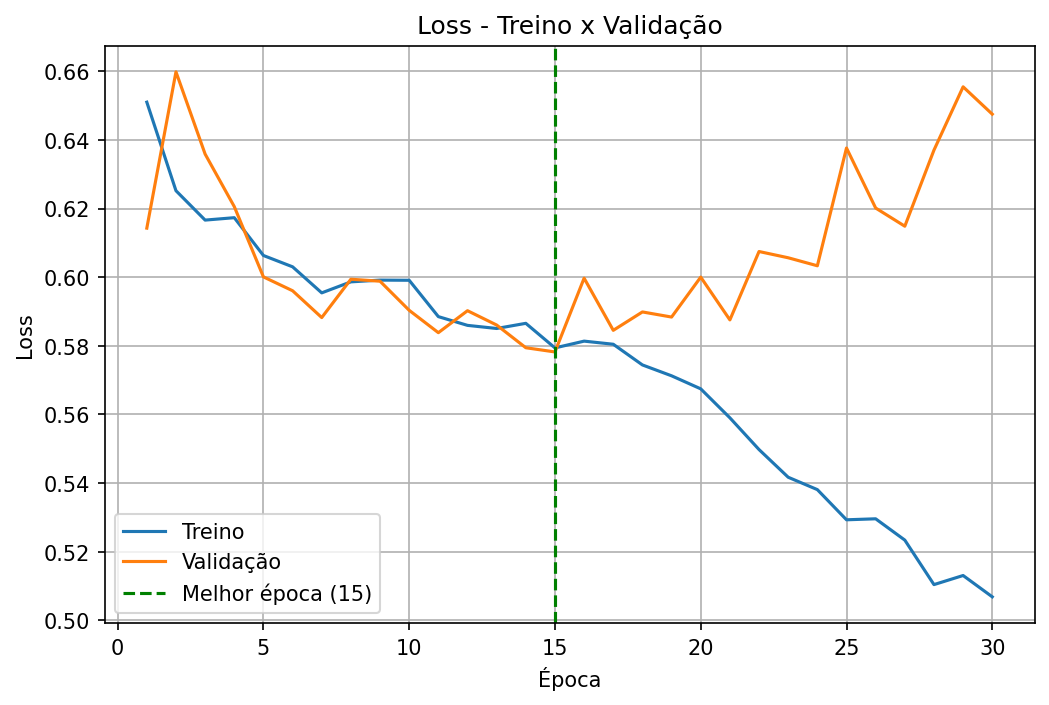 Loss - Treino x Validação
Loss
0.66
0.64
0.62
0.60
0.58
0.56
0.54
0.52
0.50
Treino
Validação
Melhor época (15)
0 5 10 15 20 25 30
Época